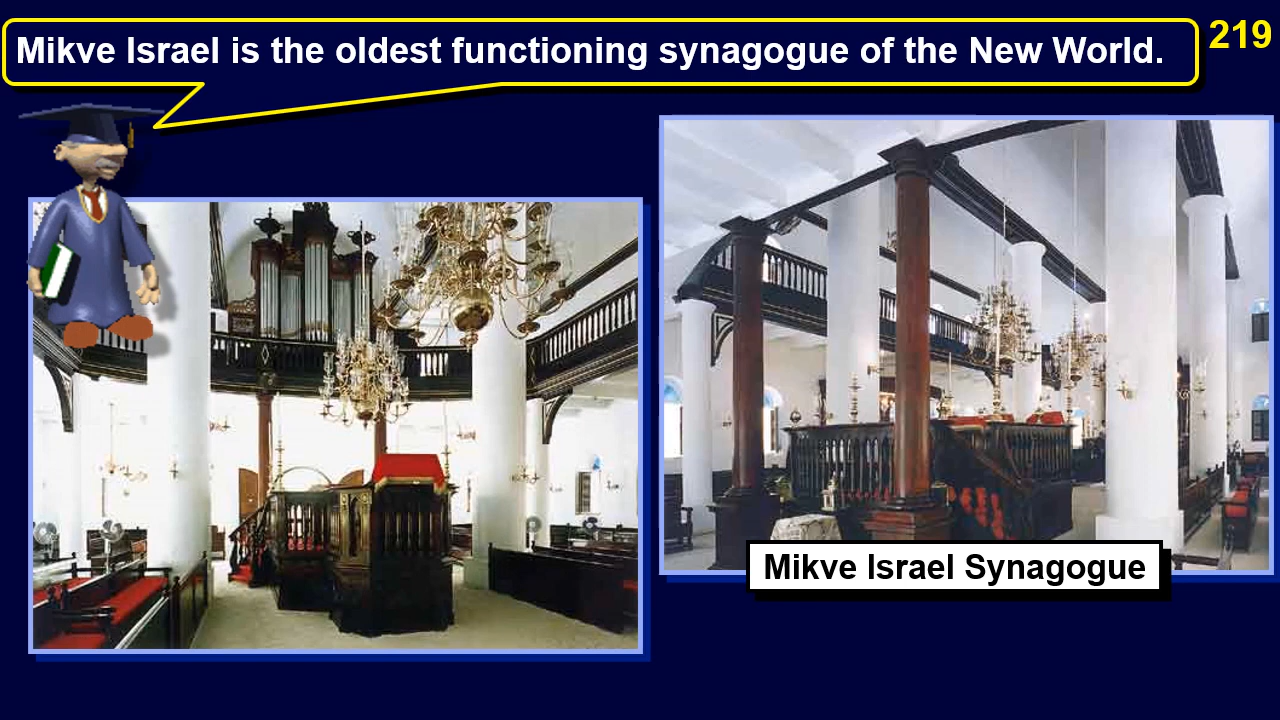 Mikve Israel is the oldest functioning synagogue of the New World.
219
Mikve Israel Synagogue